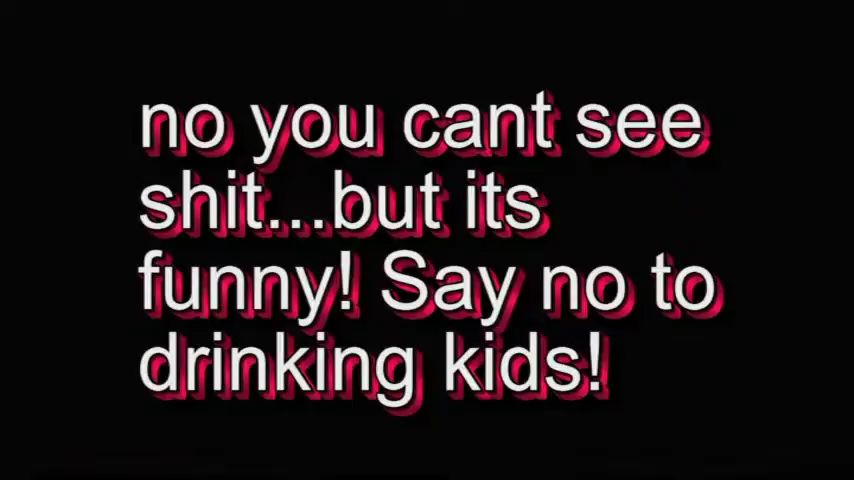 no you cant see
shit...but its
funny! Say no to
drinking kids!